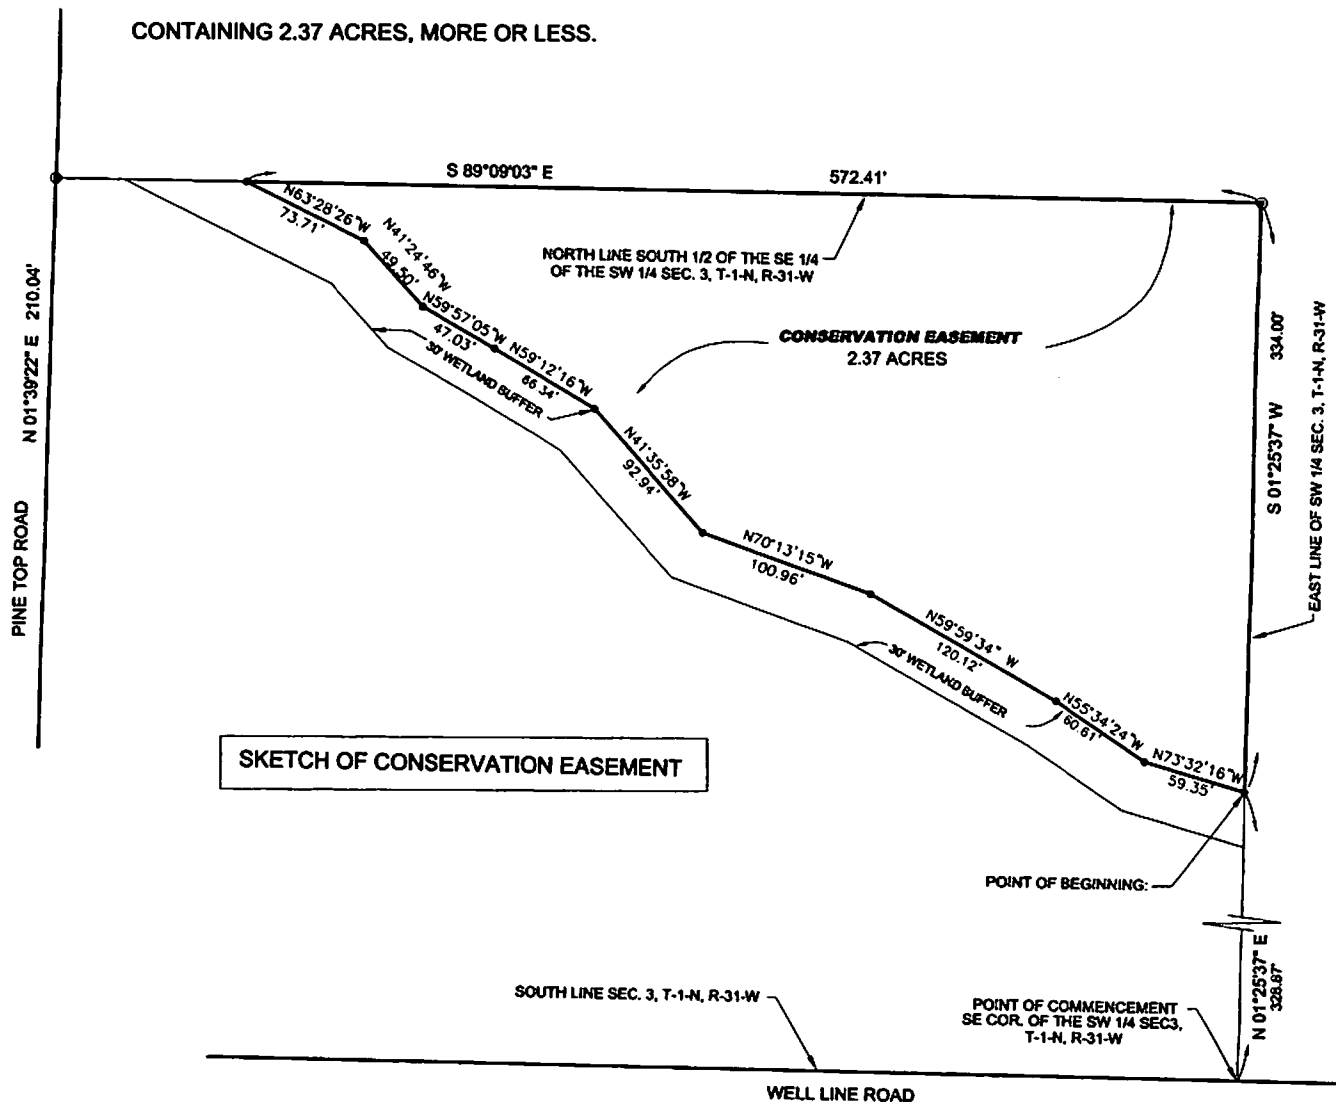 CONTAINING 2.37 ACRES, MORE OR LESS.
S 89°09'03" E
572.41'
N63°28'26"W
73.71'
N41°24'46"W
49.50'
N59°57'05"W
47.03'
N59°12'16"W
66.34'
30' WETLAND BUFFER
N41°35'58"W
92.94'
N70°13'15"W
100.96'
N59°59'34" W
120.12'
30' WETLAND BUFFER
N55°34'24"W
60.61'
N73°32'16"W
59.35'
NORTH LINE SOUTH 1/2 OF THE SE 1/4
OF THE SW 1/4 SEC. 3, T-1-N, R-31-W
CONSERVATION EASEMENT
2.37 ACRES
N 01°39'22" E 210.04'
PINE TOP ROAD
S 01°25'37" W 334.00'
EAST LINE OF SW 1/4 SEC. 3, T-1-N, R-31-W
SKETCH OF CONSERVATION EASEMENT
POINT OF BEGINNING:
N 01°25'37" E
328.87'
SOUTH LINE SEC. 3, T-1-N, R-31-W
POINT OF COMMENCEMENT
SE COR. OF THE SW 1/4 SEC3,
T-1-N, R-31-W
WELL LINE ROAD